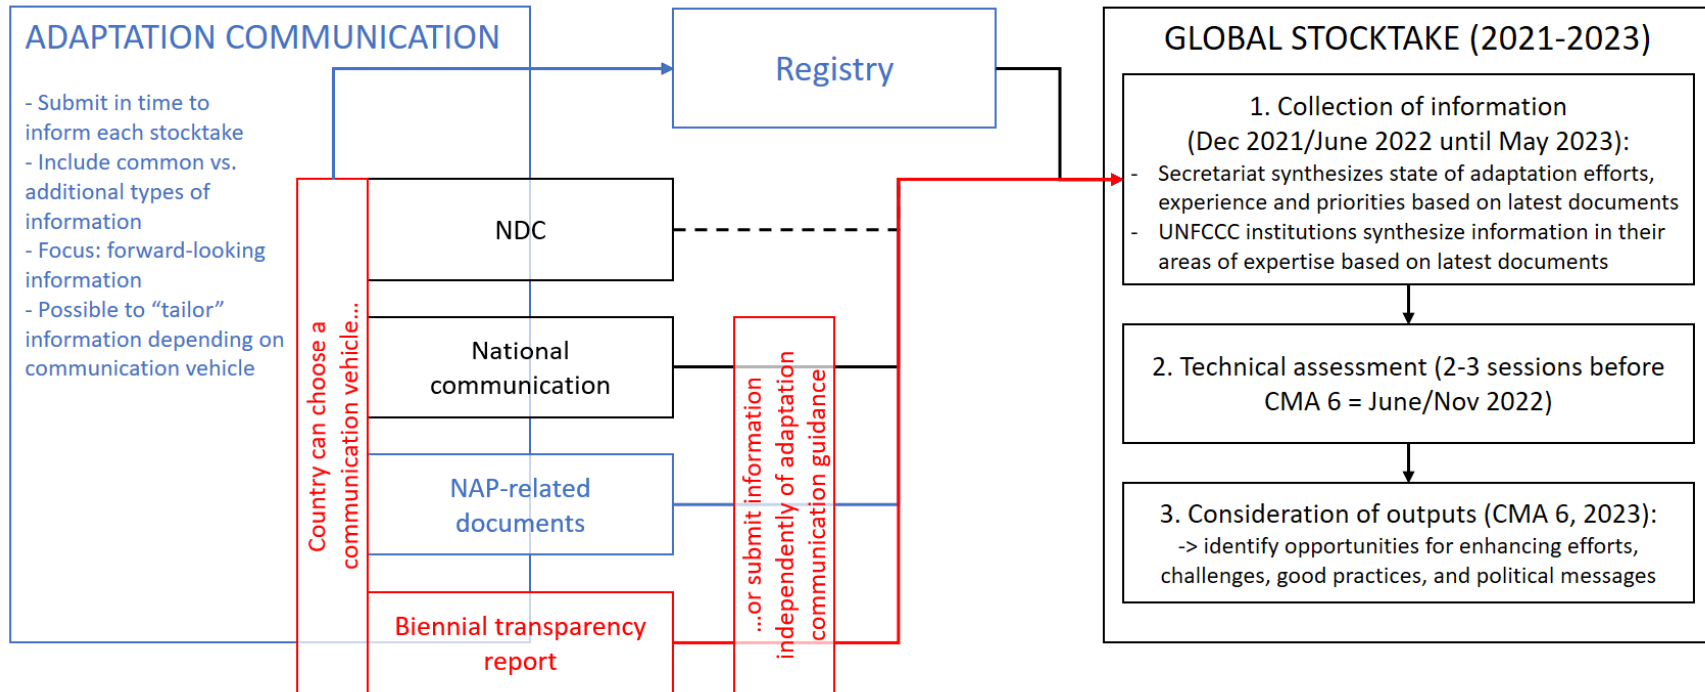 ADAPTATION COMMUNICATION
- Submit in time to
inform each stocktake
- Include common vs.
additional types of
information
- Focus: forward-looking
information
- Possible to “tailor”
information depending on
communication vehicle
Country can choose a
communication vehicle...
Registry
NDC
National
communication
NAP-related
documents
Biennial transparency
report
...or submit information
independently of adaptation
communication guidance
GLOBAL STOCKTAKE (2021-2023)
1. Collection of information
(Dec 2021/June 2022 until May 2023):
- Secretariat synthesizes state of adaptation efforts,
experience and priorities based on latest documents
- UNFCCC institutions synthesize information in their
areas of expertise based on latest documents
2. Technical assessment (2-3 sessions before
CMA 6 = June/Nov 2022)
3. Consideration of outputs (CMA 6, 2023):
-> identify opportunities for enhancing efforts,
challenges, good practices, and political messages